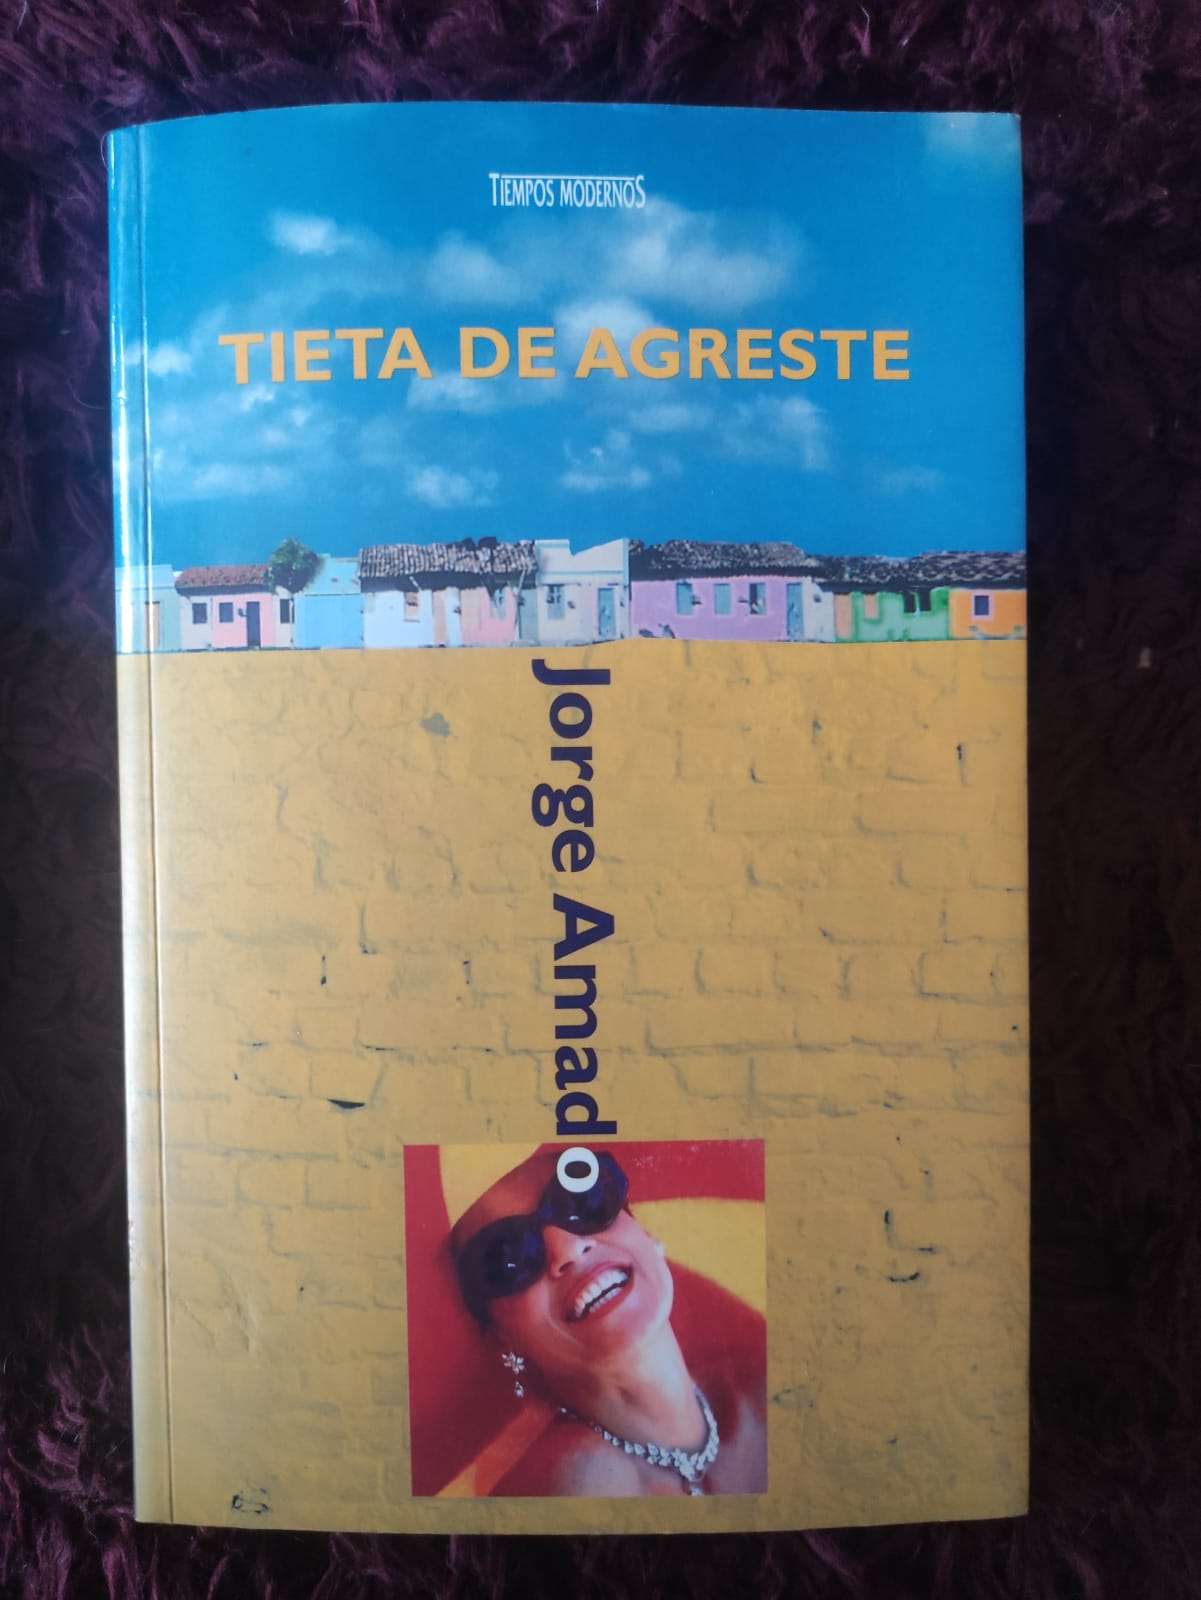 TIEMPOS MODERNOS
TIETA DE AGRESTE
Jorge Amado